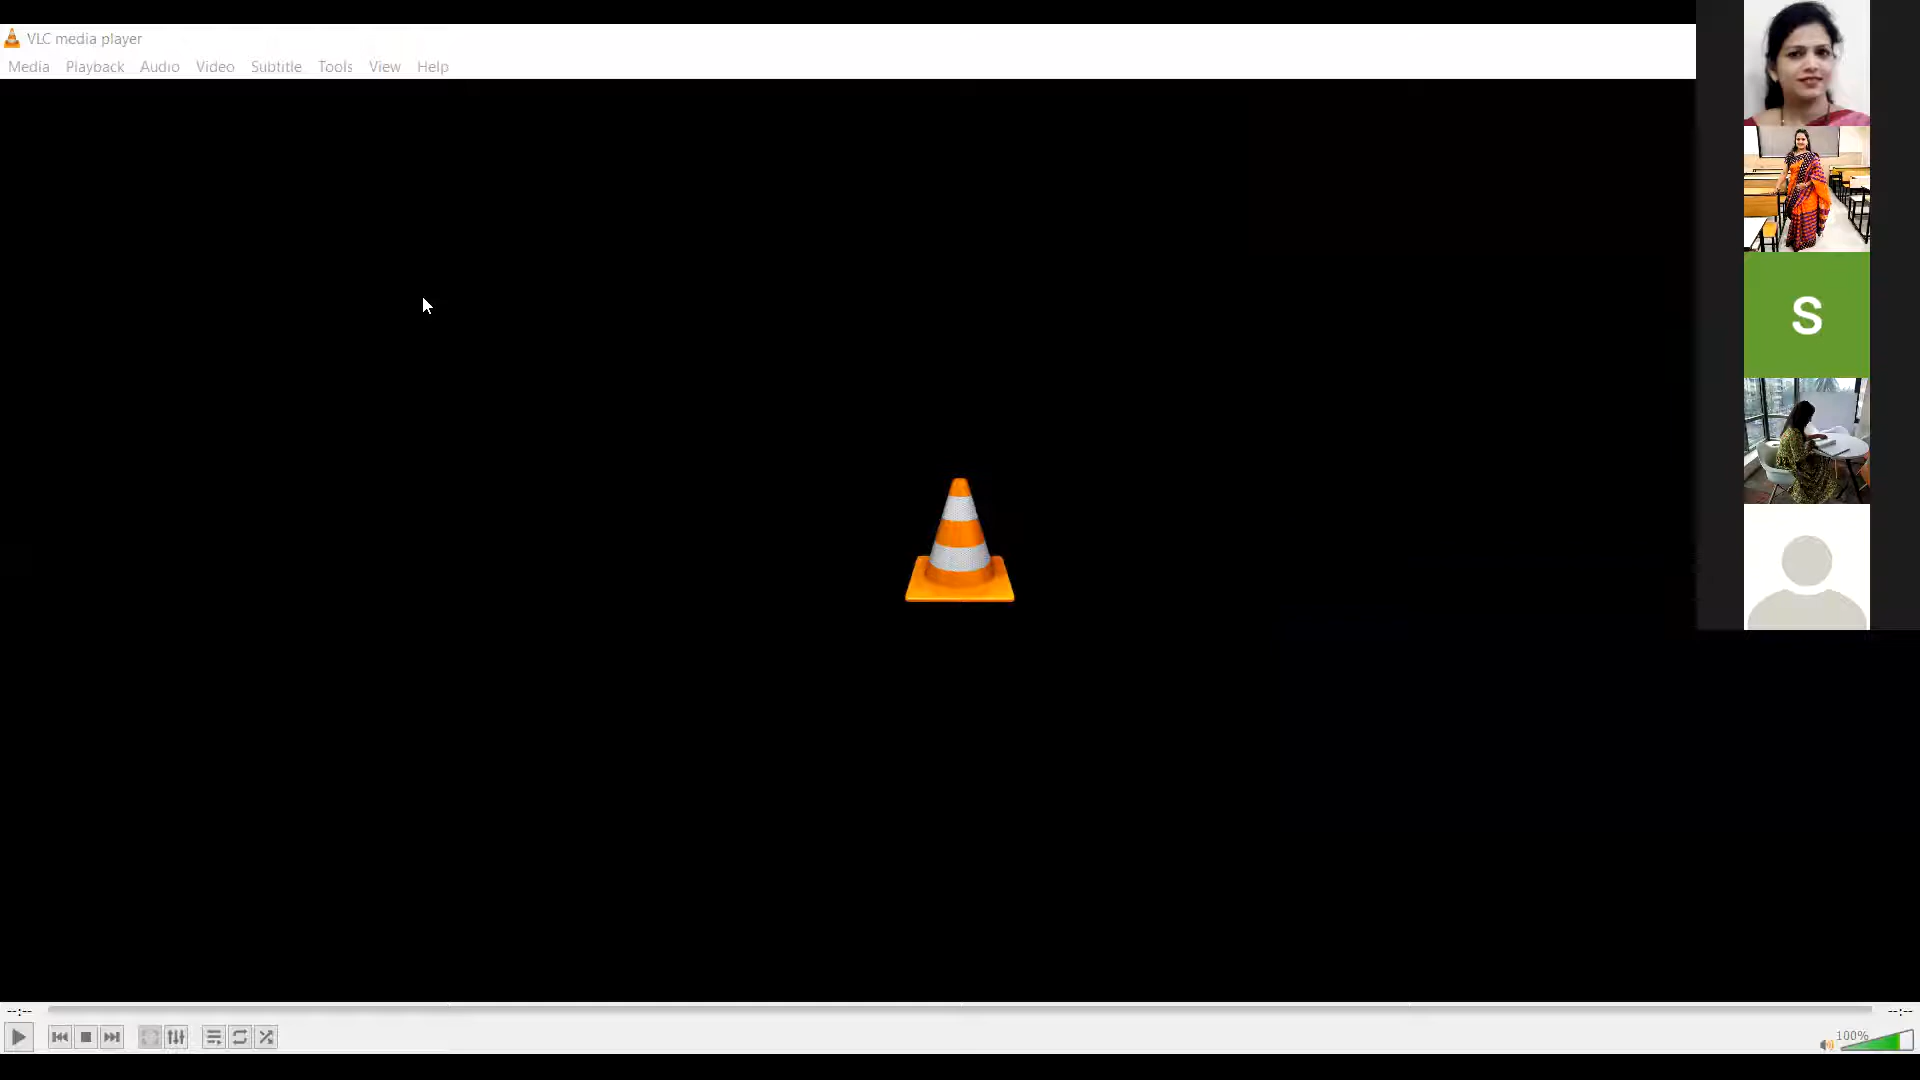 VLC media player
Media Playback Audio Video Subtitle Tools View Help
S
--:-- --:--
100%